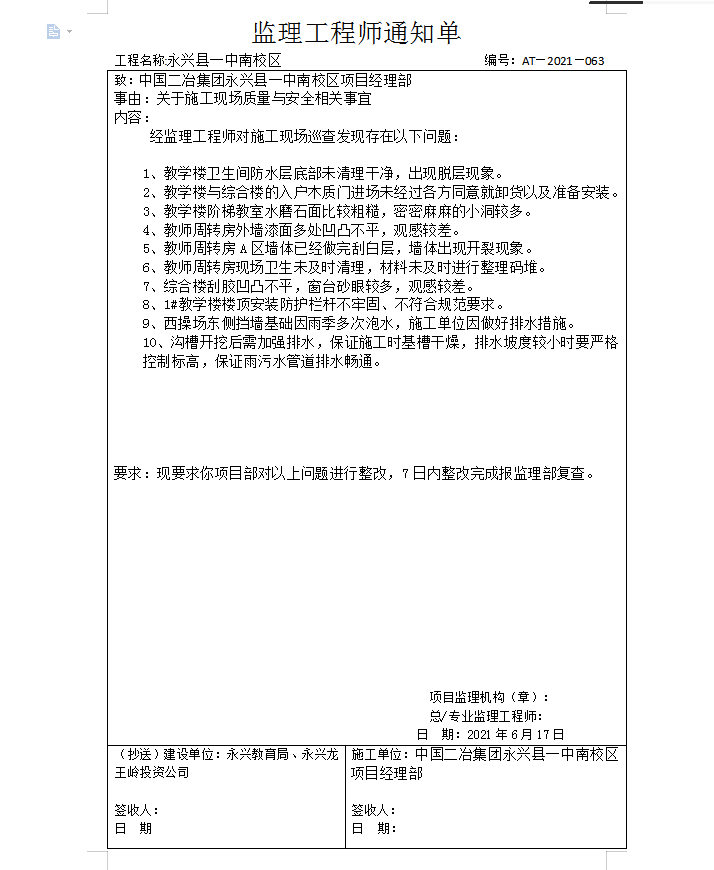 监理工程师通知单
工程名称:永兴县一中南校区 编号：AT－2021－063
致：中国二冶集团永兴县一中南校区项目经理部
事由：关于施工现场质量与安全相关事宜
内容：
经监理工程师对施工现场巡查发现存在以下问题：
1、教学楼卫生间防水层底部未清理干净，出现脱层现象。
2、教学楼与综合楼的入户木质门进场未经过各方同意就卸货以及准备安装。
3、教学楼阶梯教室水磨石面比较粗糙，密密麻麻的小洞较多。
4、教师周转房外墙漆面多处凹凸不平，观感较差。
5、教师周转房 A 区墙体已经做完刮白层，墙体出现开裂现象。
6、教师周转房现场卫生未及时清理，材料未及时进行整理码堆。
7、综合楼刮胶凹凸不平，窗台砂眼较多，观感较差。
8、1#教学楼楼顶安装防护栏杆不牢固、不符合规范要求。
9、西操场东侧挡墙基础因雨季多次泡水，施工单位因做好排水措施。
10、沟槽开挖后需加强排水，保证施工时基槽干燥，排水坡度较小时要严格
控制标高，保证雨污水管道排水畅通。
要求：现要求你项目部对以上问题进行整改，7 日内整改完成报监理部复查。
项目监理机构（章）：
总/专业监理工程师：
日 期：2021 年 6 月 17 日
（抄送）建设单位：永兴教育局、永兴龙
王岭投资公司
签收人：
日 期
施工单位：中国二冶集团永兴县一中南校区
项目经理部
签收人：
日 期：